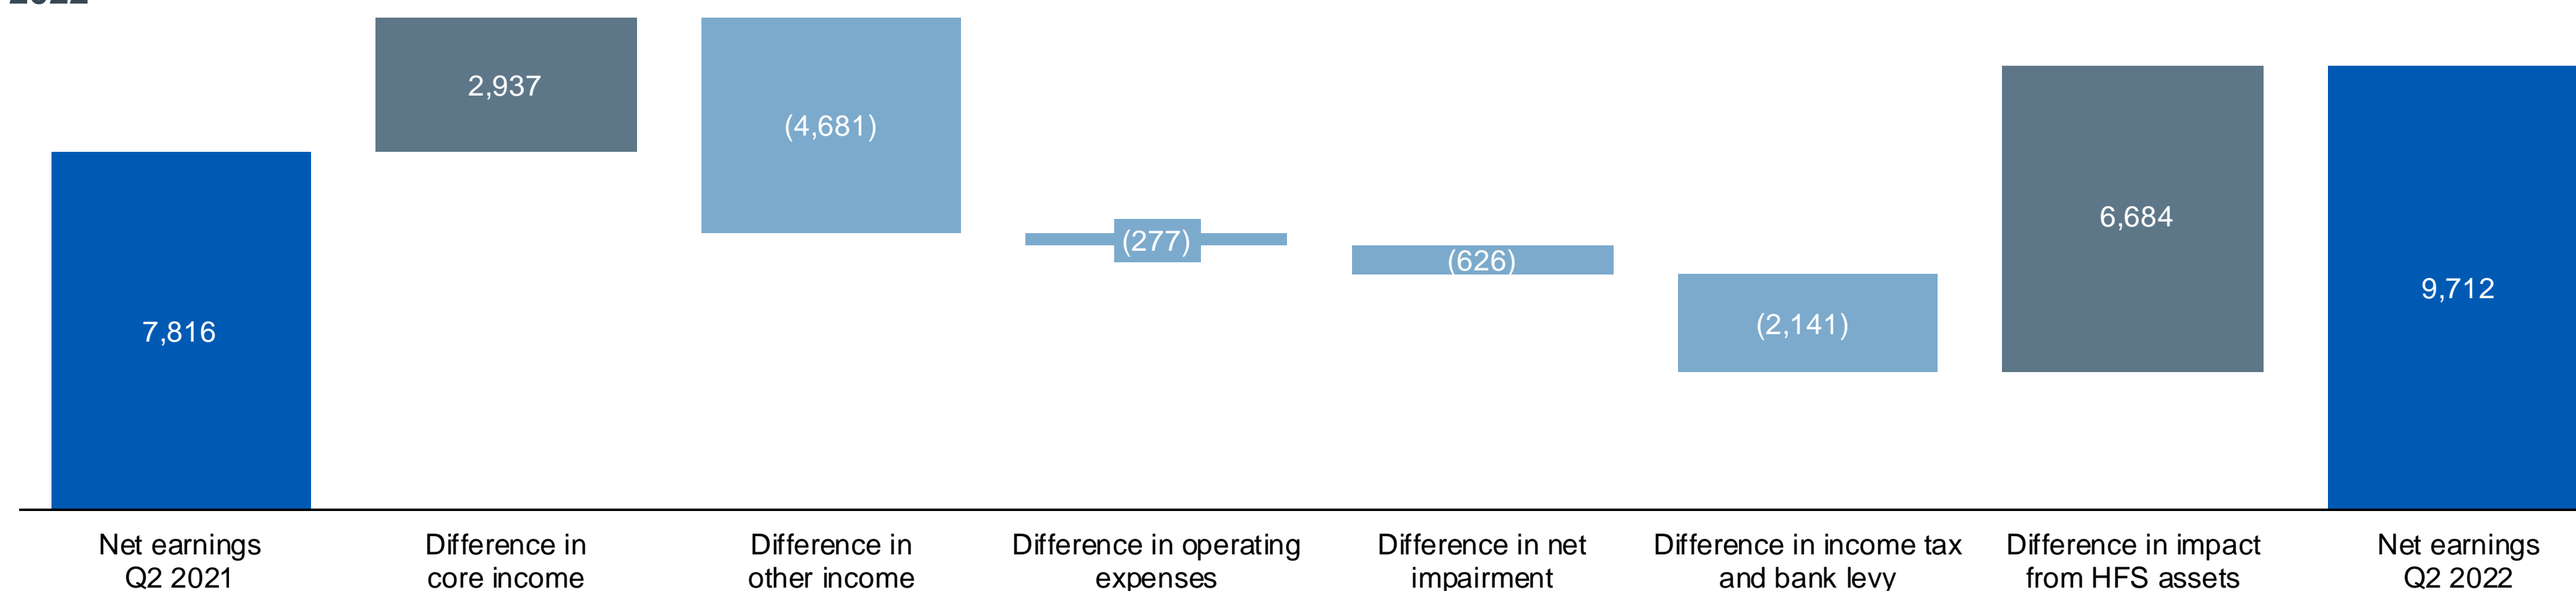 2022
2,937
(4,681)
(277)
(626)
(2,141)
6,684
7,816
9,712
Net earnings
Q2 2021
Difference in
core income
Difference in
other income
Difference in operating
expenses
Difference in net
impairment
Difference in income tax
and bank levy
Difference in impact
from HFS assets
Net earnings
Q2 2022